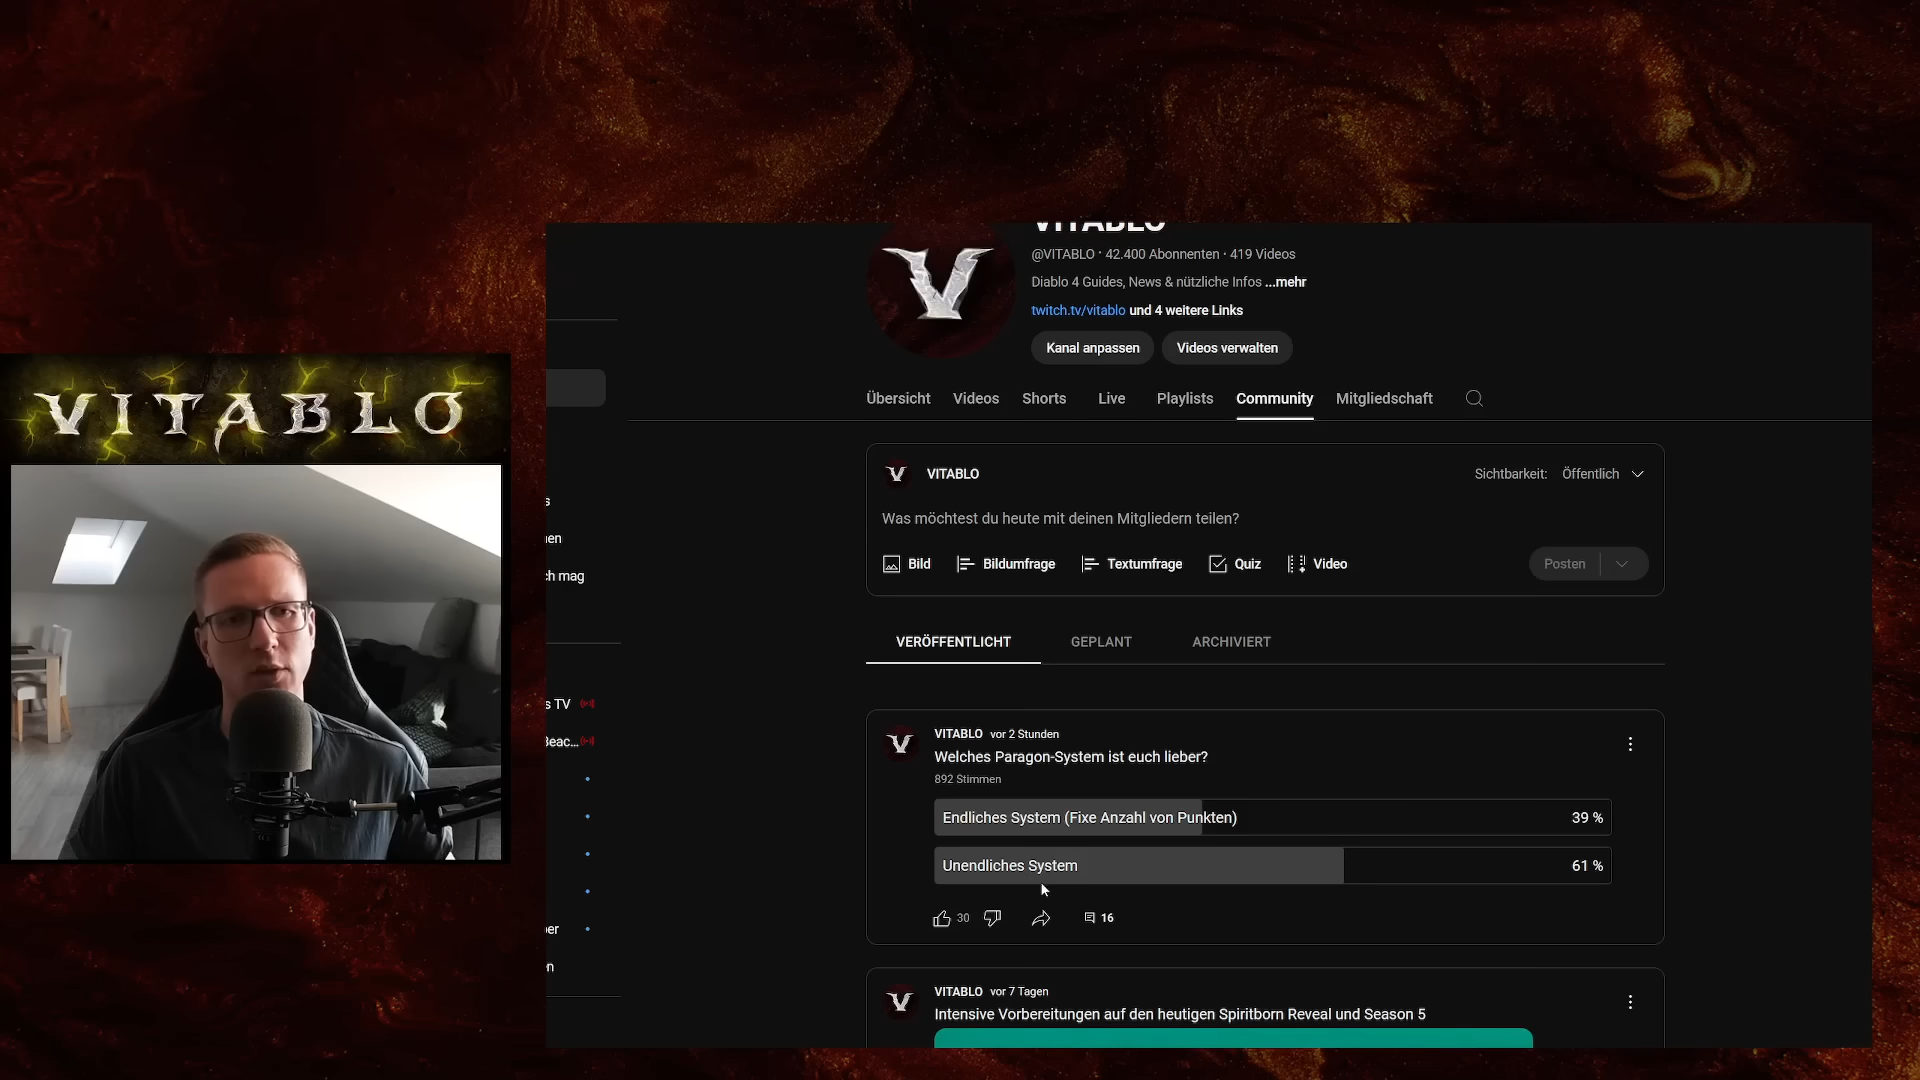 VITABLO
@VITABLO · 42.400 Abonnenten · 419 Videos
Diablo 4 Guides, News & nützliche Infos ...mehr
twitch.tv/vitablo und 4 weitere Links
Kanal anpassen Videos verwalten
Übersicht Videos Shorts Live Playlists Community Mitgliedschaft
VITABLO
VITABLO Sichtbarkeit: Öffentlich
Was möchtest du heute mit deinen Mitgliedern teilen?
Bild Bildumfrage Textumfrage Quiz Video Posten
ch mag
VERÖFFENTLICHT GEPLANT ARCHIVIERT
s TV
VITABLO vor 2 Stunden
Welches Paragon-System ist euch lieber?
892 Stimmen
Endliches System (Fixe Anzahl von Punkten) 39 %
Unendliches System 61 %
30 16
VITABLO vor 7 Tagen
Intensive Vorbereitungen auf den heutigen Spiritborn Reveal und Season 5